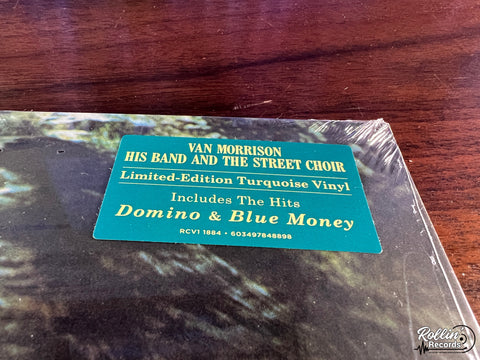 VAN MORRISON
HIS BAND AND THE STREET CHOIR
Limited-Edition Turquoise Vinyl
Includes The Hits
Domino & Blue Money
RCV1 1884 • 603497848898
Rollin'
Records